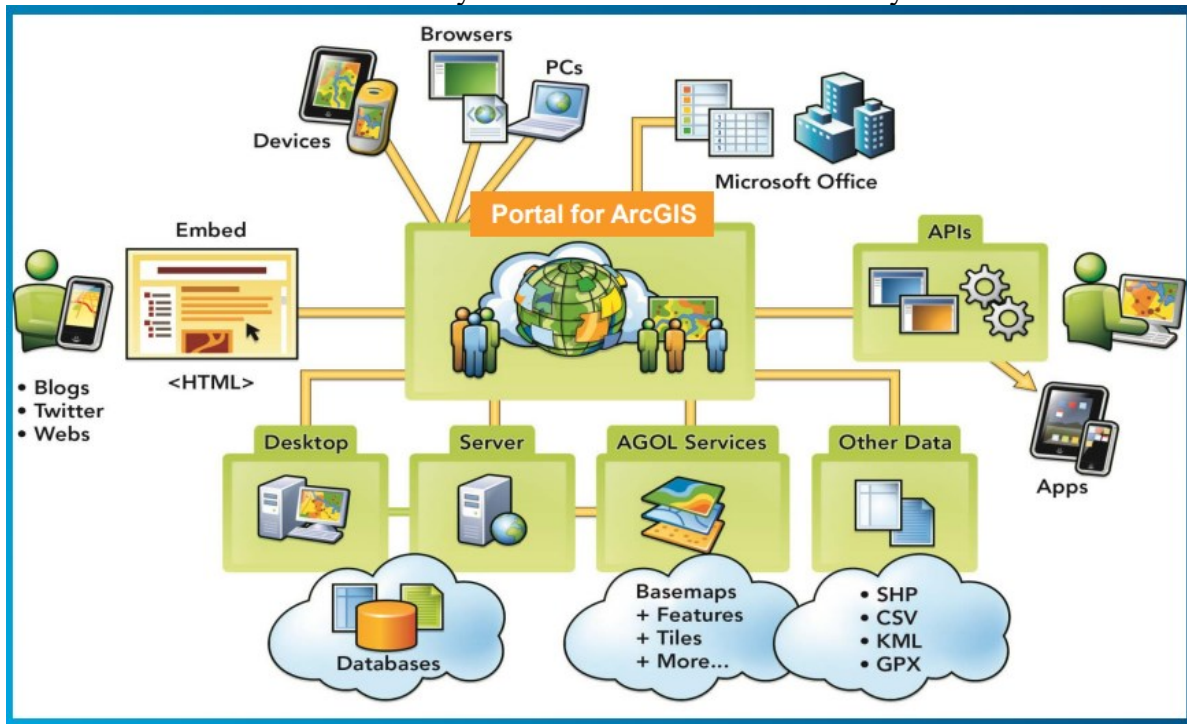 Browsers
PCs
Devices
Microsoft Office
Portal for ArcGIS
Embed
APIs
<HTML>
• Blogs
• Twitter
• Webs
Desktop
Server
AGOL Services
Other Data
Apps
Databases
Basemaps
+ Features
+ Tiles
+ More...
• SHP
• CSV
• KML
• GPX